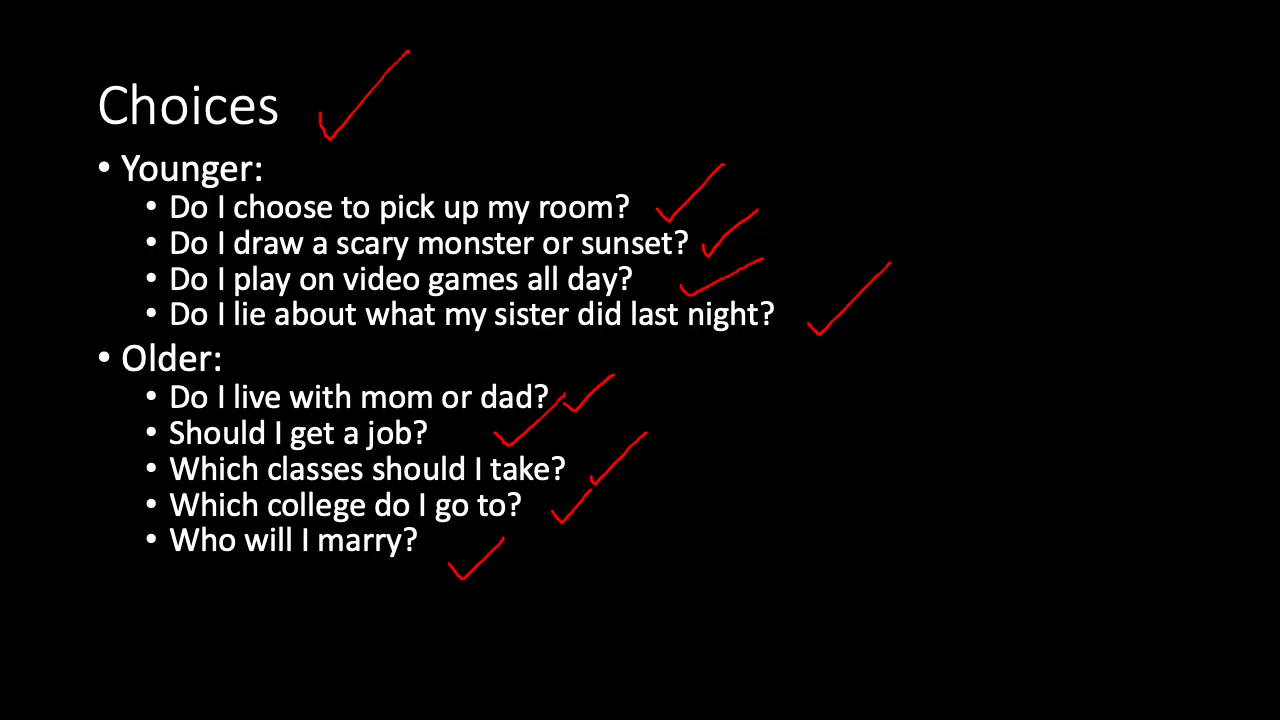 Choices
• Younger:
• Do I choose to pick up my room?
• Do I draw a scary monster or sunset?
• Do I play on video games all day?
• Do I lie about what my sister did last night?
• Older:
• Do I live with mom or dad?
• Should I get a job?
• Which classes should I take?
• Which college do I go to?
• Who will I marry?